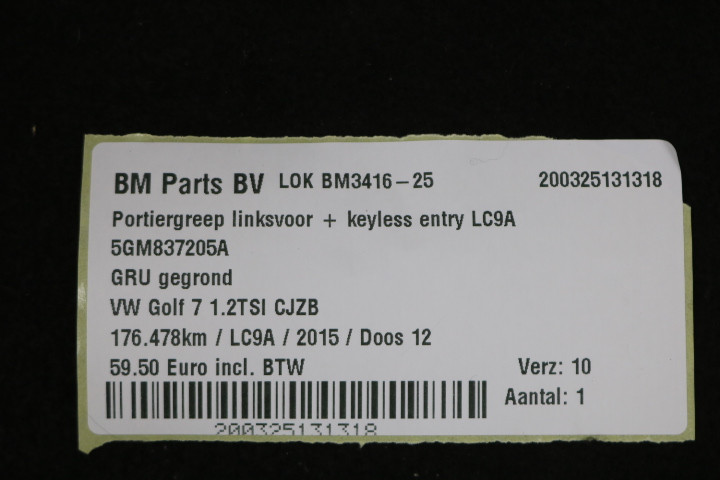 BM Parts BV LOK BM3416-25 200325131318
Portiergreep linksvoor + keyless entry LC9A
5GM837205A
GRU gegrond
VW Golf 7 1.2TSI CJZB
176.478km / LC9A / 2015 / Doos 12
59.50 Euro incl. BTW Verz: 10
Aantal: 1
200325131318